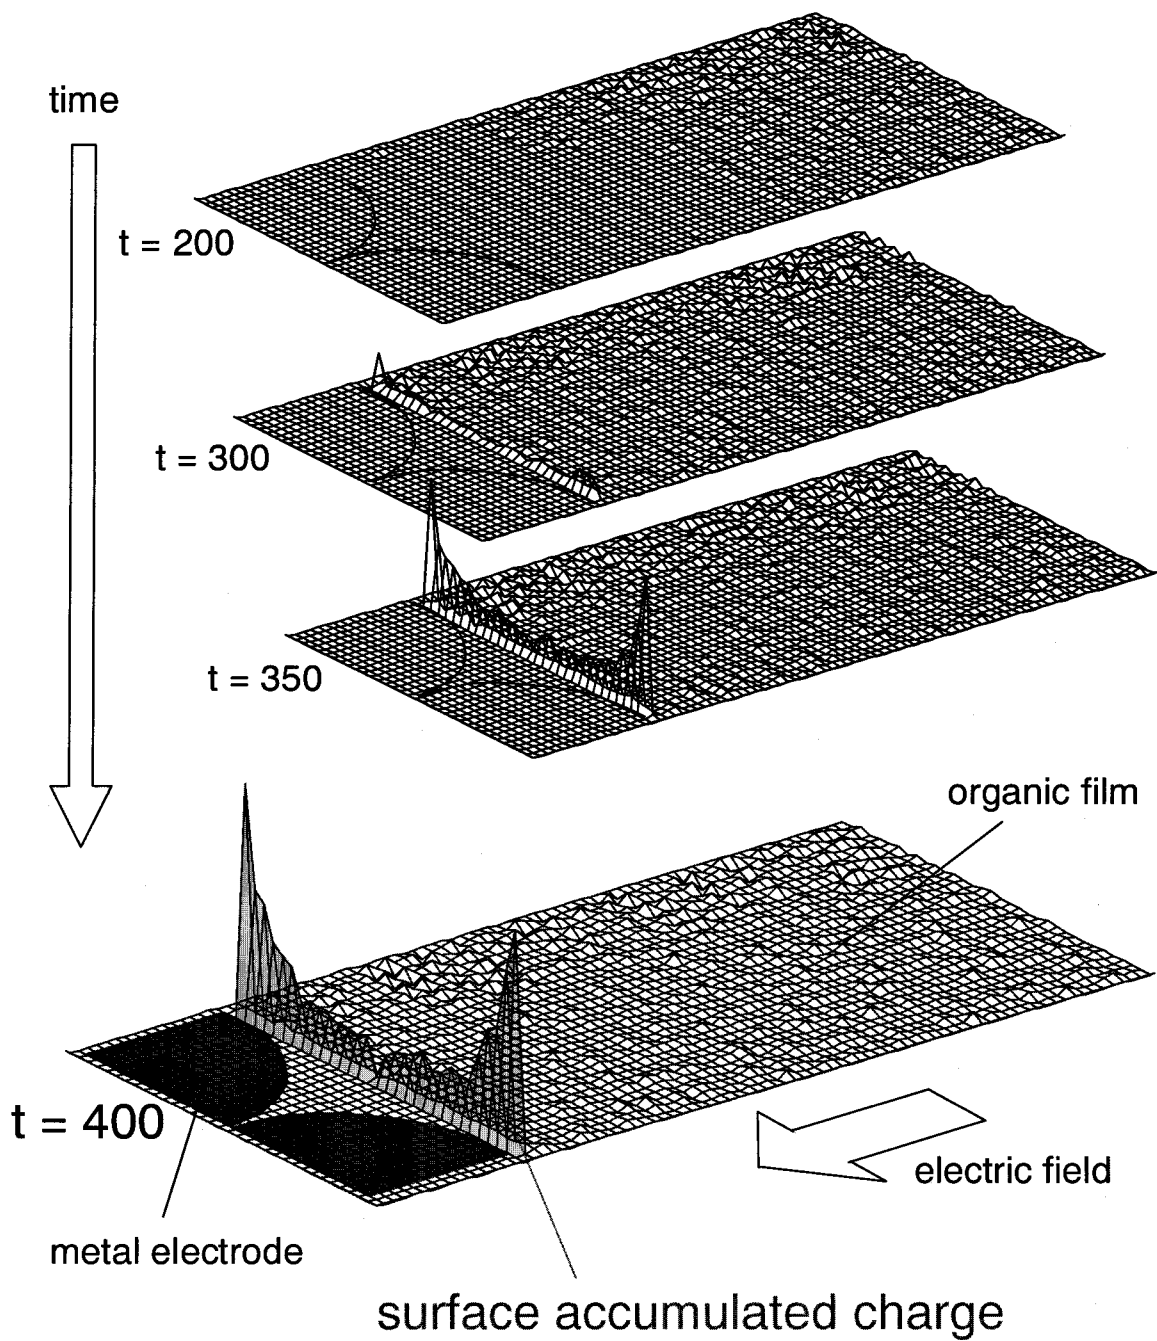 time
t = 200
t = 300
t = 350
organic film
t = 400
electric field
metal electrode
surface accumulated charge